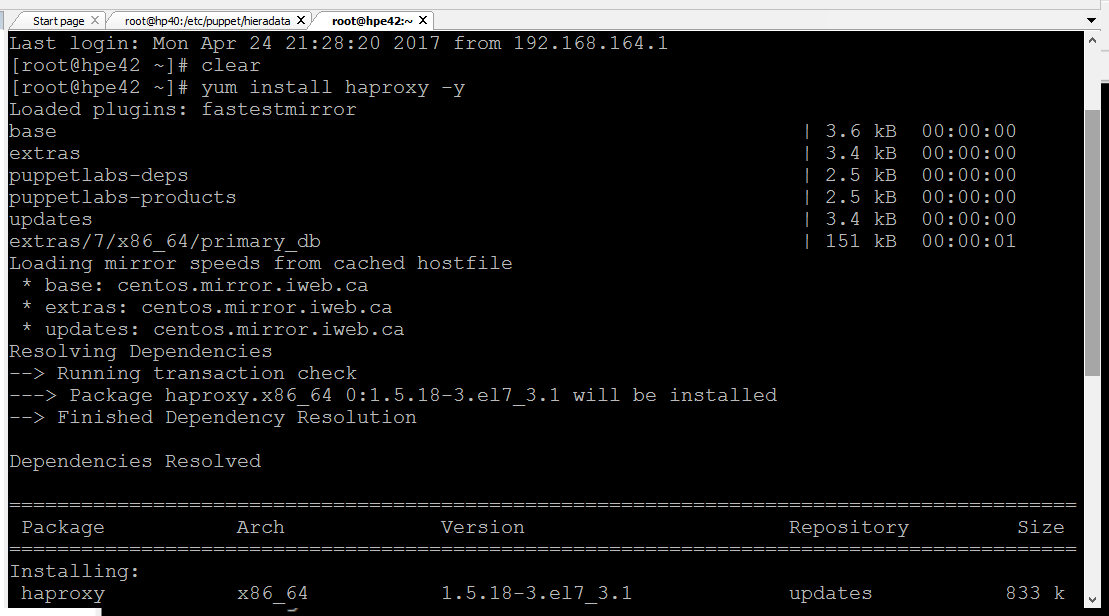 Start page root@hp40:/etc/puppet/hieradata root@hpe42:~
Last login: Mon Apr 24 21:28:20 2017 from 192.168.164.1
[root@hpe42 ~]# clear
[root@hpe42 ~]# yum install haproxy -y
Loaded plugins: fastestmirror
base | 3.6 kB 00:00:00
extras | 3.4 kB 00:00:00
puppetlabs-deps | 2.5 kB 00:00:00
puppetlabs-products | 2.5 kB 00:00:00
updates | 3.4 kB 00:00:00
extras/7/x86_64/primary_db | 151 kB 00:00:01
Loading mirror speeds from cached hostfile
* base: centos.mirror.iweb.ca
* extras: centos.mirror.iweb.ca
* updates: centos.mirror.iweb.ca
Resolving Dependencies
--> Running transaction check
---> Package haproxy.x86_64 0:1.5.18-3.el7_3.1 will be installed
--> Finished Dependency Resolution
Dependencies Resolved
================================================================================
Package Arch Version Repository Size
================================================================================
Installing:
haproxy x86_64 1.5.18-3.el7_3.1 updates 833 k